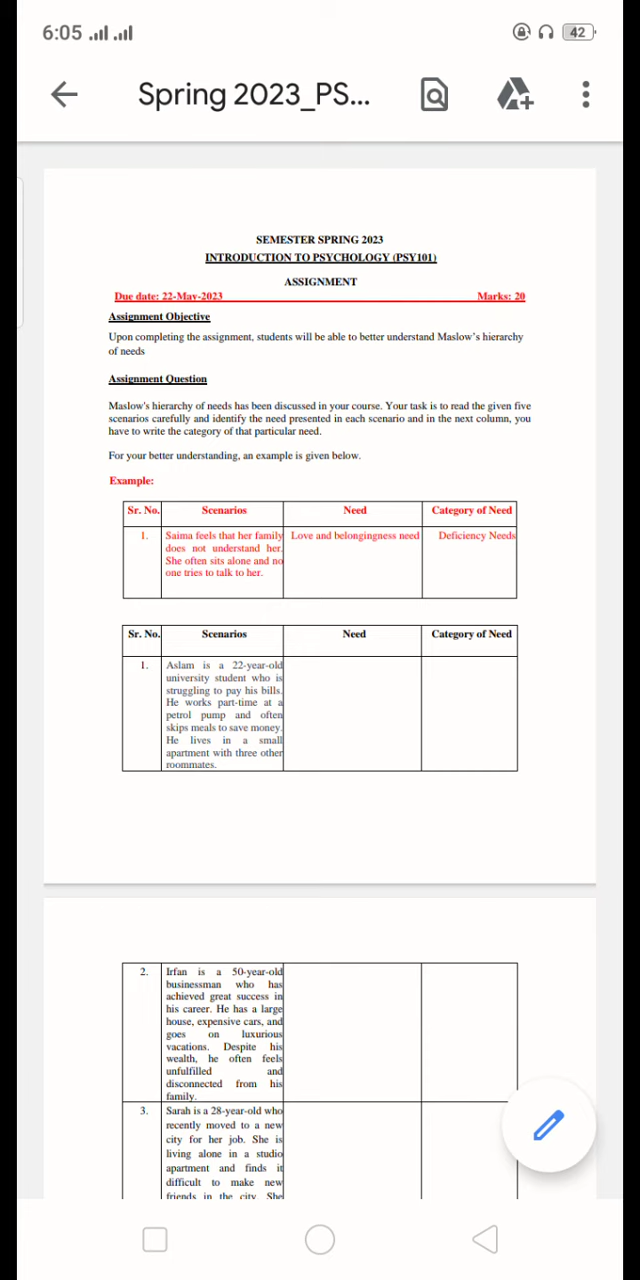 6:05
42
Spring 2023_PS...
SEMESTER SPRING 2023
INTRODUCTION TO PSYCHOLOGY (PSY101)
ASSIGNMENT
Due date: 22-May-2023 Marks: 20
Assignment Objective
Upon completing the assignment, students will be able to better understand Maslow's hierarchy
of needs
Assignment Question
Maslow's hierarchy of needs has been discussed in your course. Your task is to read the given five
scenarios carefully and identify the need presented in each scenario and in the next column, you
have to write the category of that particular need.
For your better understanding, an example is given below.
Example:
Sr. No. Scenarios Need Category of Need
1. Saima feels that her family Love and belongingness need Deficiency Needs
does not understand her.
She often sits alone and no
one tries to talk to her.
Sr. No. Scenarios Need Category of Need
1. Aslam is a 22-year-old
university student who is
struggling to pay his bills.
He works part-time at a
petrol pump and often
skips meals to save money.
He lives in a small
apartment with three other
roommates.
2. Irfan is a 50-year-old
businessman who has
achieved great success in
his career. He has a large
house, expensive cars, and
goes on luxurious
vacations. Despite his
wealth, he often feels
unfulfilled and
disconnected from his
family.
3. Sarah is a 28-year-old who
recently moved to a new
city for her job. She is
living alone in a studio
apartment and finds it
difficult to make new
friends in the city. She